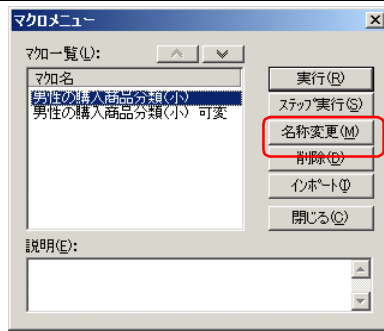 マクロメニュー
マクロ一覧(L):
マクロ名
男性の購入商品分類(小)
男性の購入商品分類(小) 可変
実行(R)
ステップ実行(S)
名称変更(M)
削除(D)
インポート(I)
閉じる(C)
説明(E):